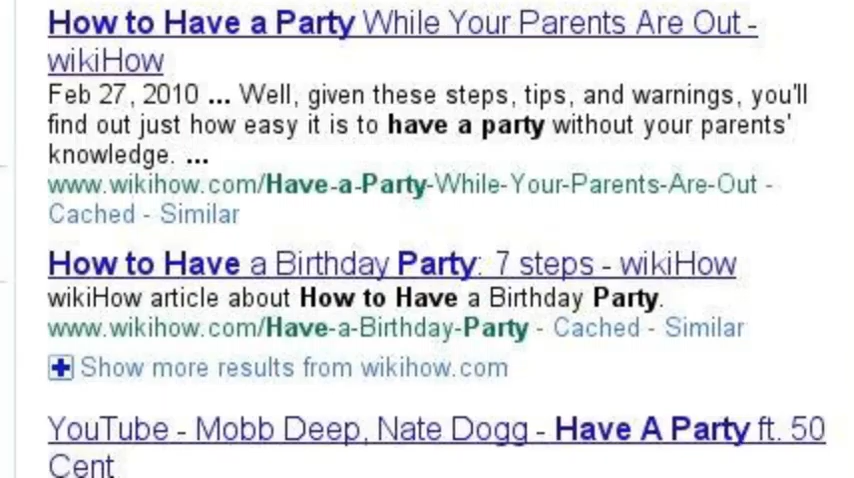 How to Have a Party While Your Parents Are Out -
wikiHow
Feb 27, 2010 ... Well, given these steps, tips, and warnings, you'll
find out just how easy it is to have a party without your parents'
knowledge. ...
www.wikihow.com/Have-a-Party-While-Your-Parents-Are-Out -
Cached - Similar
How to Have a Birthday Party: 7 steps - wikiHow
wikiHow article about How to Have a Birthday Party.
www.wikihow.com/Have-a-Birthday-Party - Cached - Similar
Show more results from wikihow.com
YouTube - Mobb Deep, Nate Dogg - Have A Party ft. 50
Cent